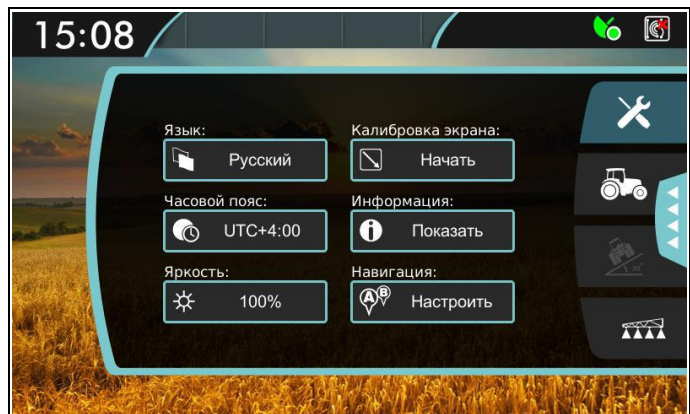 15:08
Язык:
Калибровка экрана:
Русский
Начать
Часовой пояс:
Информация:
UTC+4:00
Показать
Яркость:
Навигация:
100%
Настроить
A B